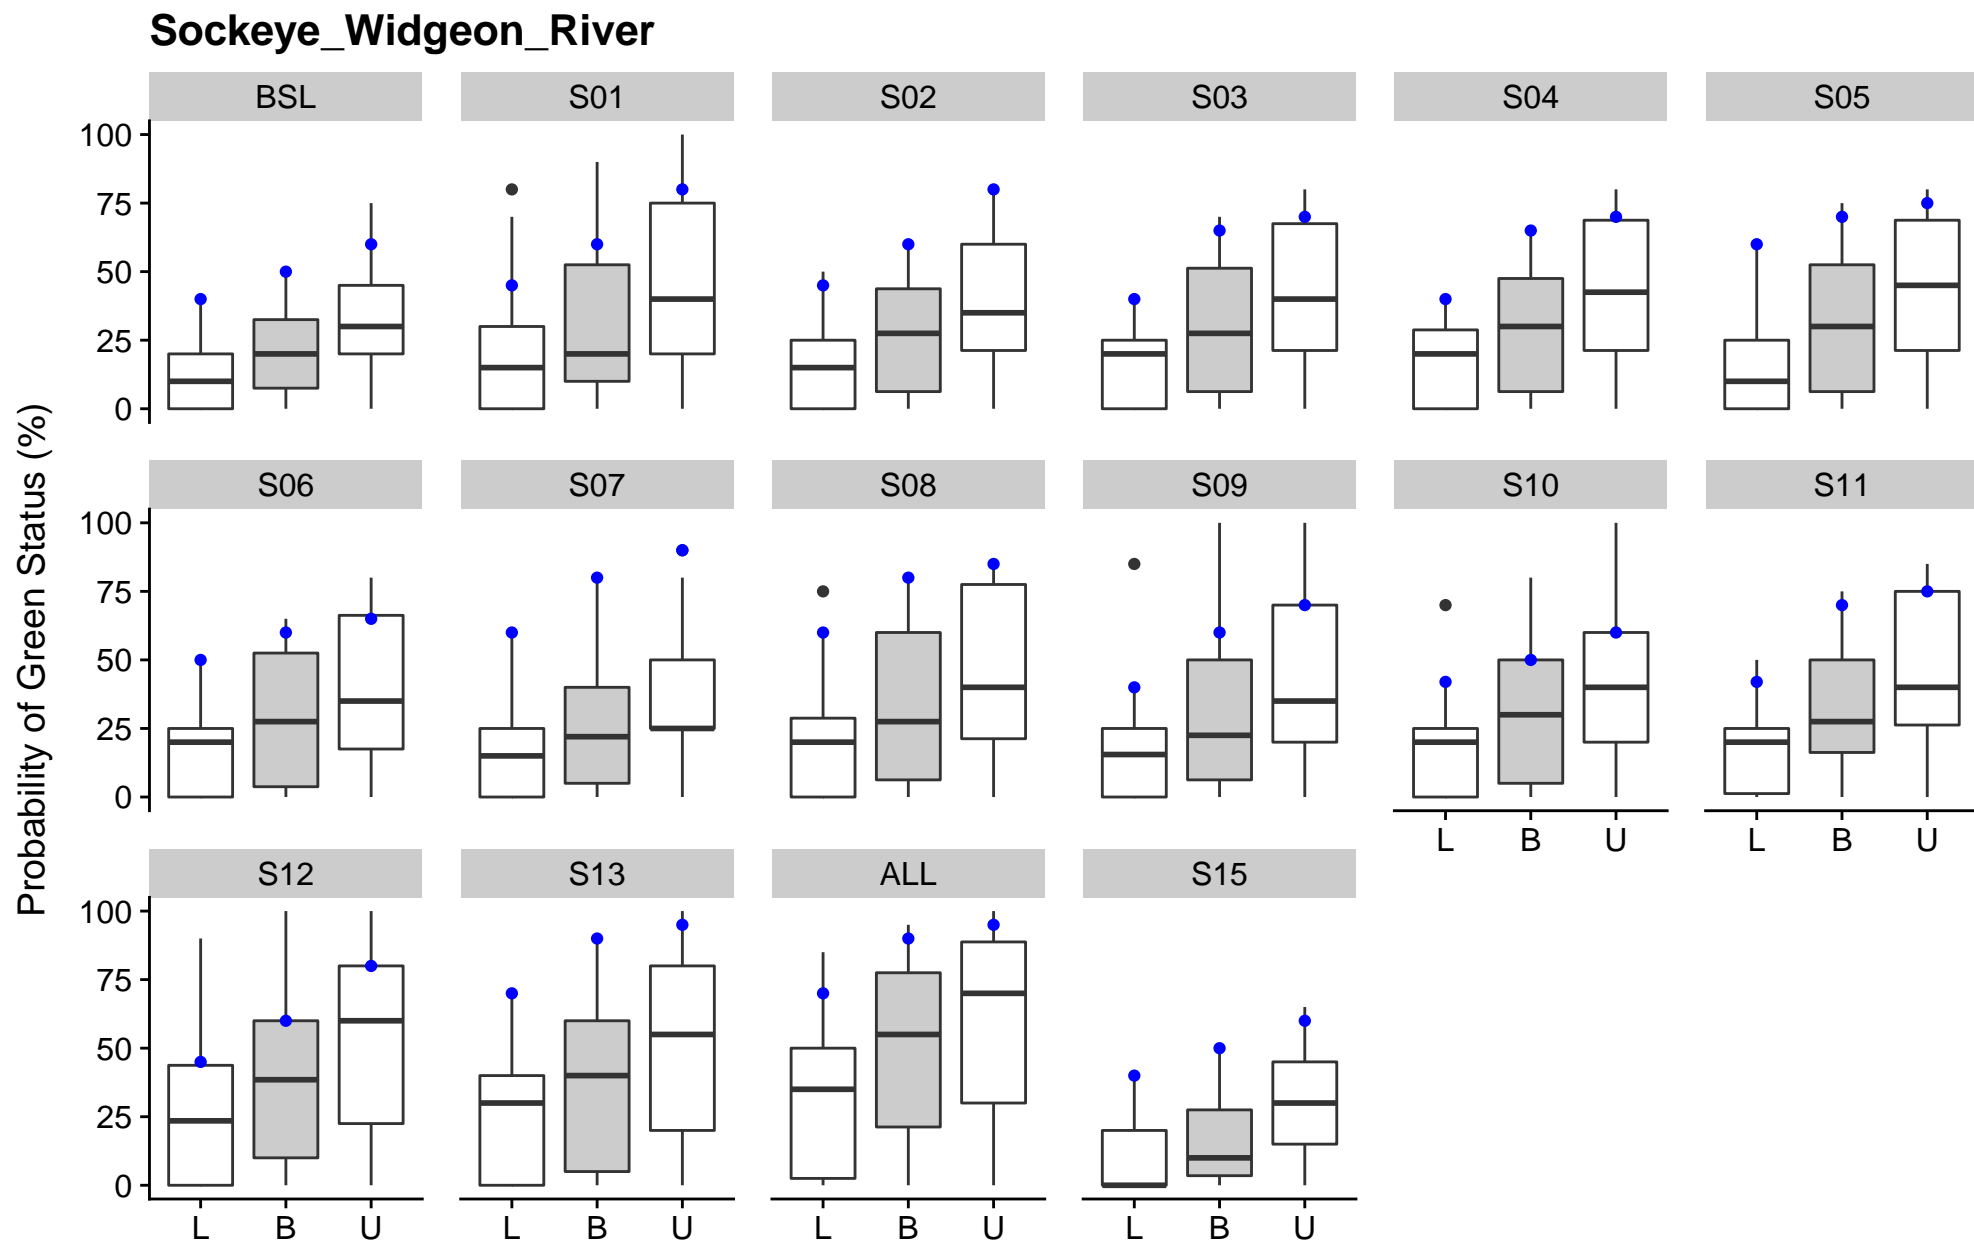 Sockeye_Widgeon_River
BSL S01 S02 S03 S04 S05
100
75
50
25
0
S06 S07 S08 S09 S10 S11
100
75
50
25
0
L B U L B U
S12 S13 ALL S15
100
75
50
25
0
L B U L B U L B U L B U
Probability of Green Status (%)